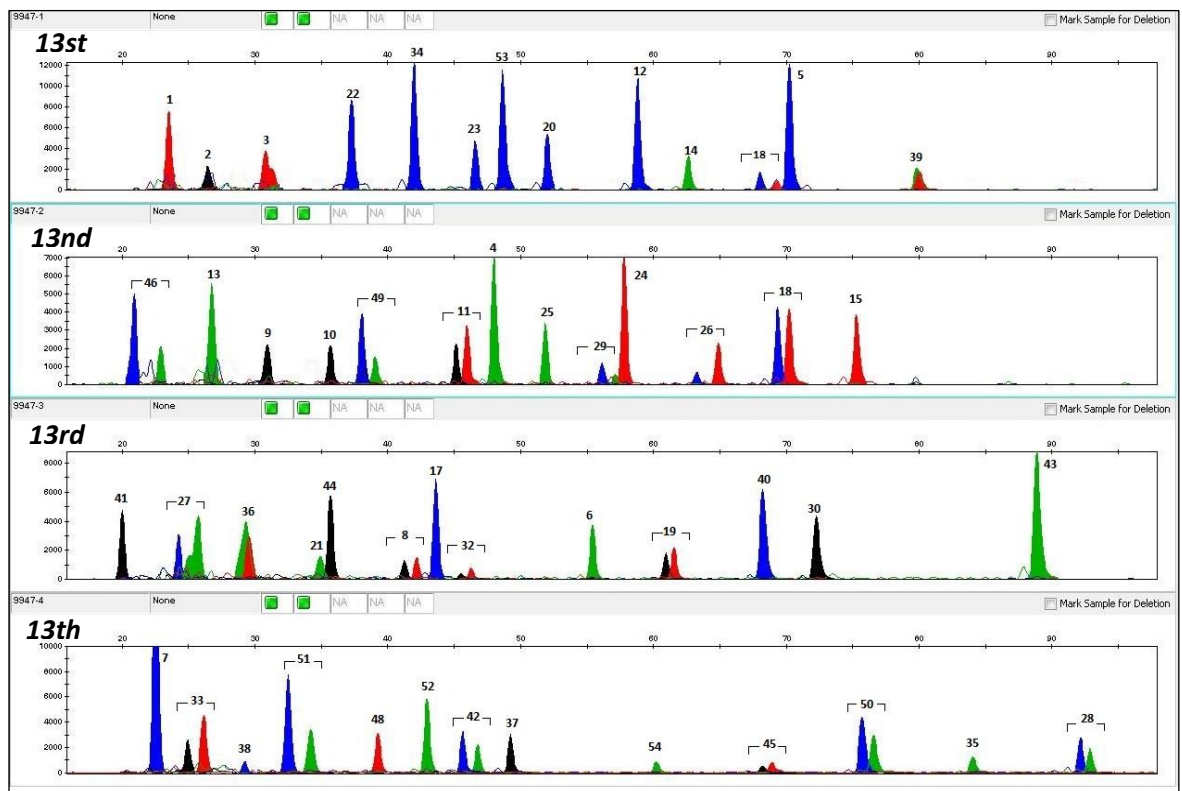 9947-1 None NA NA NA Mark Sample for Deletion
13st
20 30 40 50 60 70 80 90
12000
10000
8000
6000
4000
2000
0
1 2 3 22 34 23 53 20 12 14 18 5 39
9947-2 None NA NA NA Mark Sample for Deletion
13nd
20 30 40 50 60 70 80 90
7000
6000
5000
4000
3000
2000
1000
0
46 13 9 10 49 11 4 25 29 24 26 18 15
9947-3 None NA NA NA Mark Sample for Deletion
13rd
20 30 40 50 60 70 80 90
8000
6000
4000
2000
0
41 27 36 21 44 8 17 32 6 19 40 30 43
9947-4 None NA NA NA Mark Sample for Deletion
13th
20 30 40 50 60 70 80 90
10000
8000
6000
4000
2000
0
7 33 38 51 48 52 42 37 54 45 50 35 28